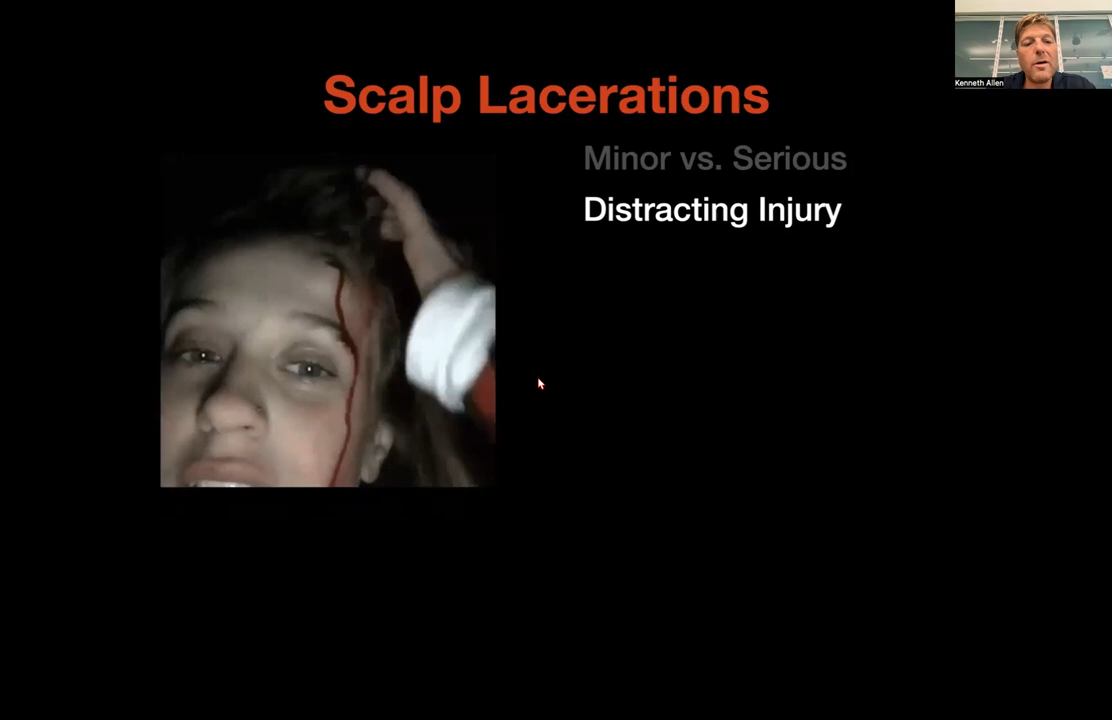 Scalp Lacerations
Minor vs. Serious
Distracting Injury
Kenneth Allen